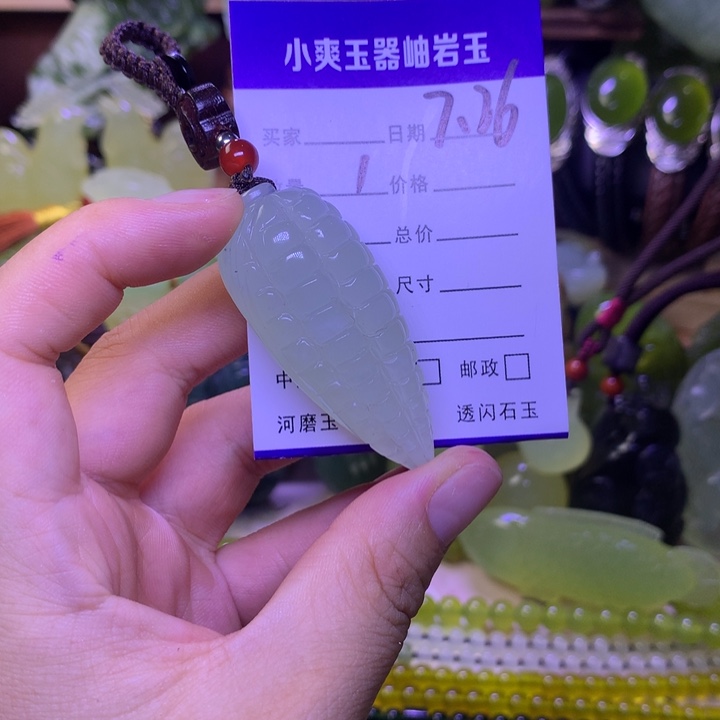 小爽玉器岫岩玉
买家 日期 7.26
1 价格
总价
尺寸
中 邮政
河磨玉 透闪石玉